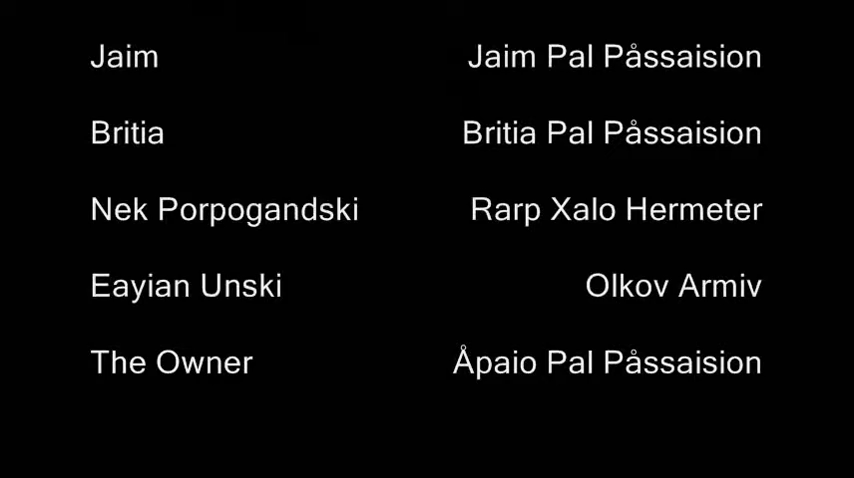 Jaim Jaim Pal Påssaision
Britia Britia Pal Påssaision
Nek Porpogandski Rarp Xalo Hermeter
Eayian Unski Olkov Armiv
The Owner Åpaio Pal Påssaision